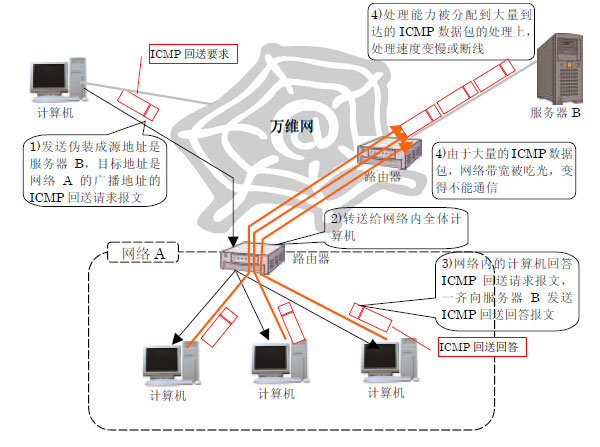 4)处理能力被分配到大量到
达的 ICMP 数据包的处理上,
处理速度变慢或断线
ICMP 回送要求
计算机
服务器 B
万维网
1)发送伪装成源地址是
服务器 B，目标地址是
网络 A 的广播地址的
ICMP 回送请求报文
路由器
4)由于大量的 ICMP 数据
包，网络带宽被吃光，变
得不能通信
2)转送给网络内全体计
算机
网络 A
路由器
3)网络内的计算机回答
ICMP 回送请求报文，
一齐向服务器 B 发送
ICMP 回送回答报文
ICMP 回送回答
计算机
计算机
计算机